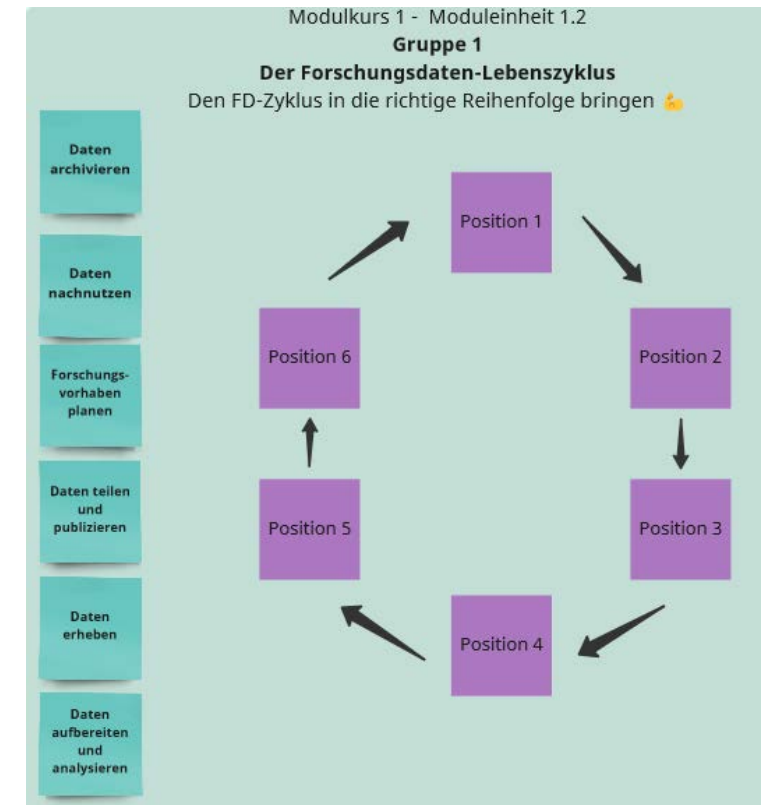 Modulkurs 1 - Moduleinheit 1.2
Gruppe 1
Der Forschungsdaten-Lebenszyklus
Den FD-Zyklus in die richtige Reihenfolge bringen 💪
Daten
archivieren
Daten
nachnutzen
Forschungs-
vorhaben
planen
Daten teilen
und
publizieren
Daten
erheben
Daten
aufbereiten
und
analysieren
Position 1
Position 2
Position 3
Position 4
Position 5
Position 6